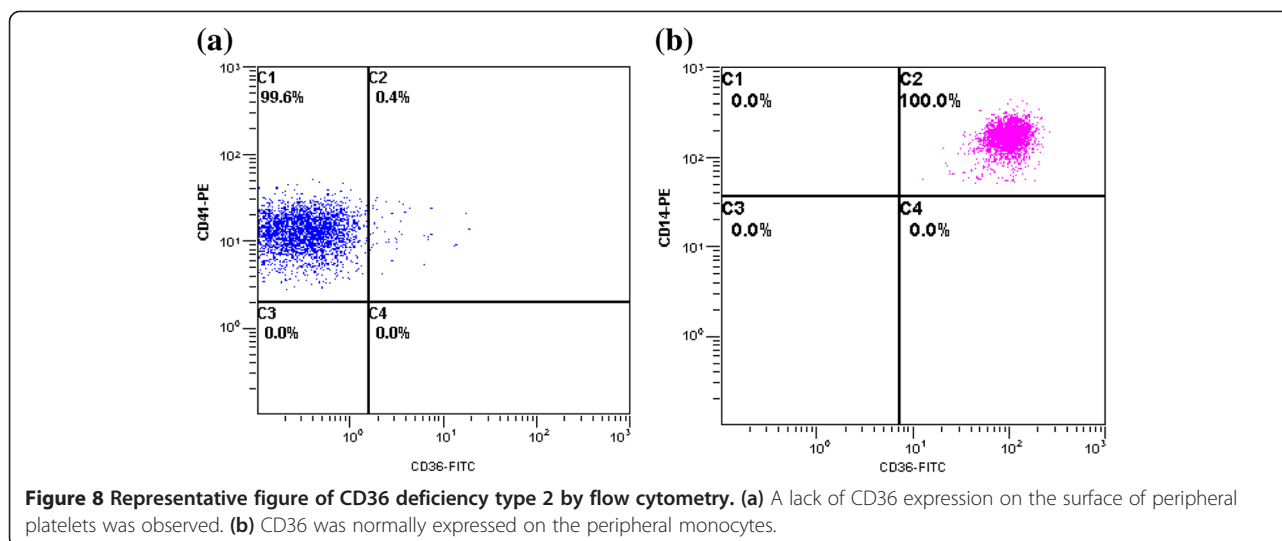 (a)
10³
C1
99.6%
C2
0.4%
10²
CD41-PE
10¹
C3
0.0%
C4
0.0%
10⁰
10⁰
10¹
10²
10³
CD36-FITC
(b)
10³
C1
0.0%
C2
100.0%
10²
CD14-PE
C3
0.0%
C4
0.0%
10¹
10⁰
10⁰
10¹
10²
10³
CD36-FITC
Figure 8 Representative figure of CD36 deficiency type 2 by flow cytometry. (a) A lack of CD36 expression on the surface of peripheral
platelets was observed. (b) CD36 was normally expressed on the peripheral monocytes.